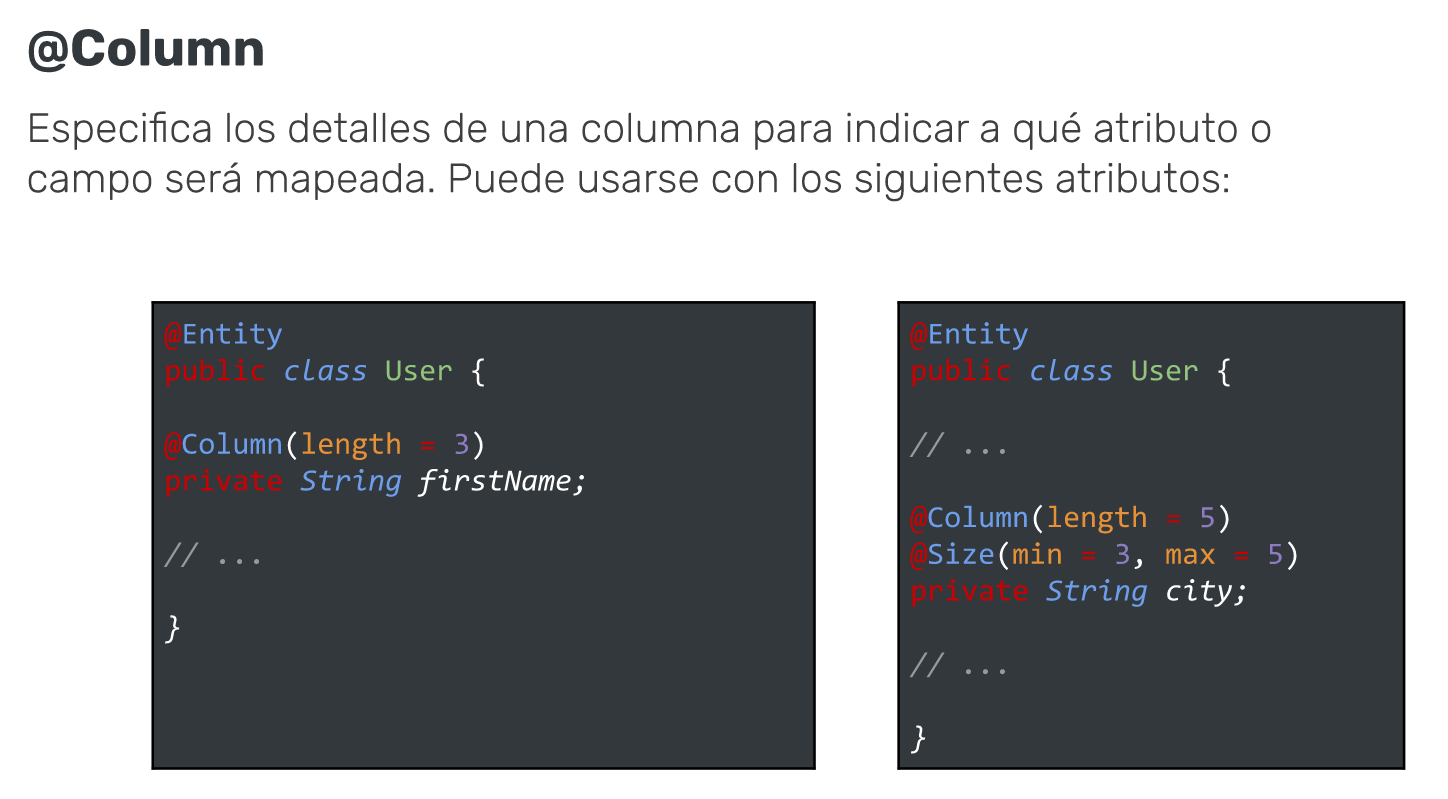 @Column
Especifica los detalles de una columna para indicar a qué atributo o
campo será mapeada. Puede usarse con los siguientes atributos:
@Entity
public class User {
@Column(length = 3)
private String firstName;
// ...
}
@Entity
public class User {
// ...
@Column(length = 5)
@Size(min = 3, max = 5)
private String city;
// ...
}